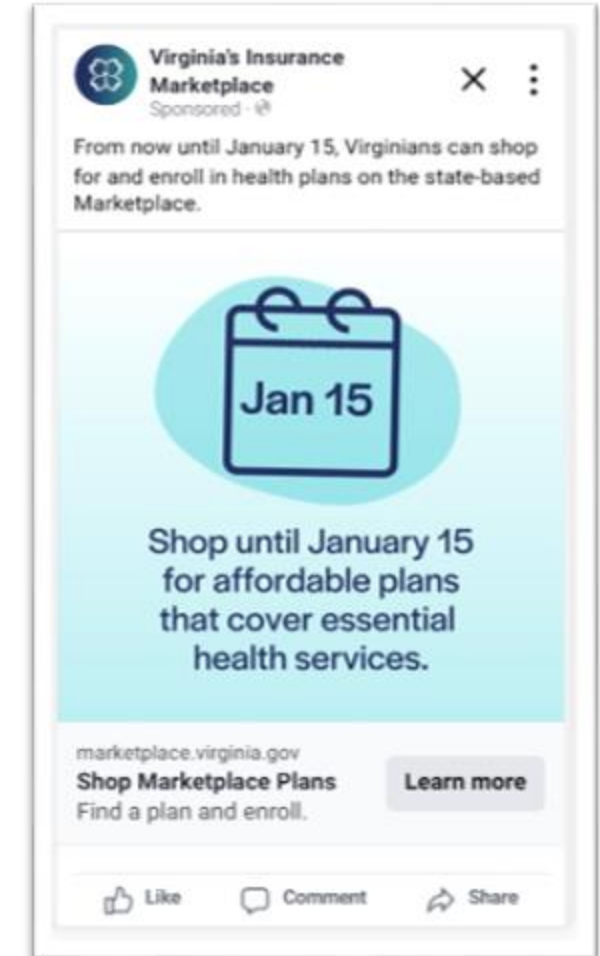 Virginia's Insurance
Marketplace
Sponsored ·
From now until January 15, Virginians can shop
for and enroll in health plans on the state-based
Marketplace.
Jan 15
Shop until January 15
for affordable plans
that cover essential
health services.
marketplace.virginia.gov
Shop Marketplace Plans
Find a plan and enroll.
Learn more
Like
Comment
Share